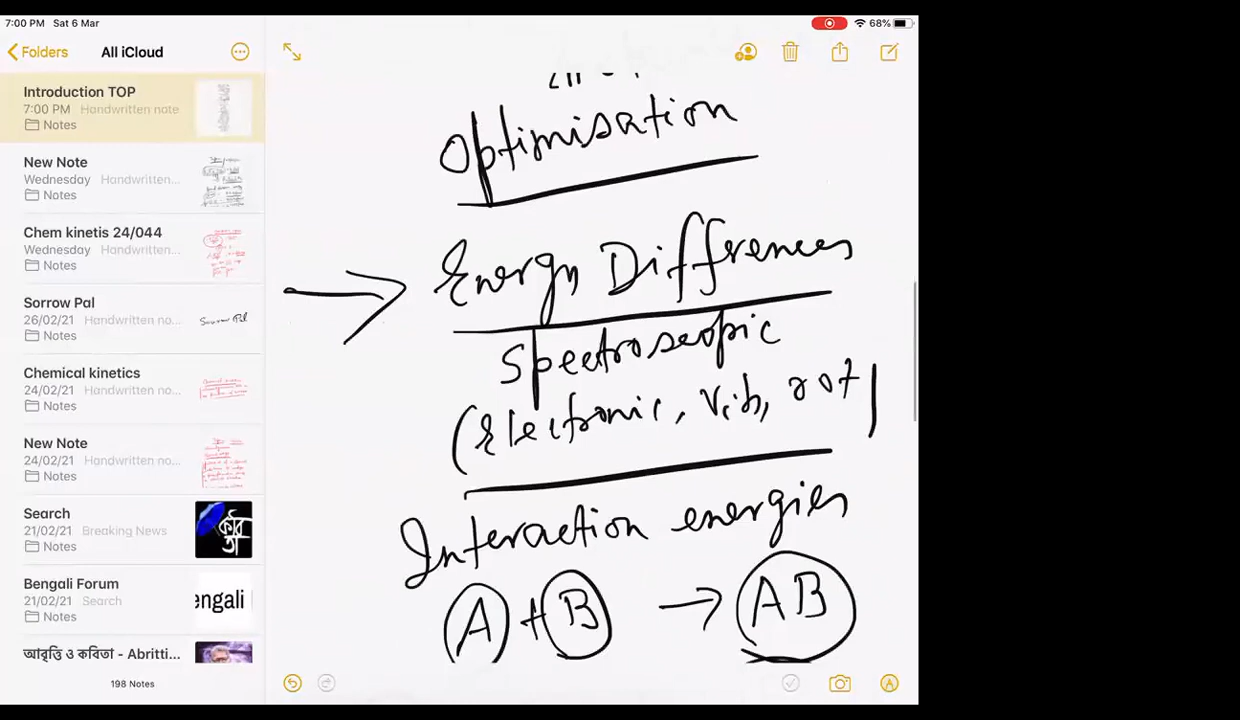 7:00 PM Sat 6 Mar
68%
Folders
All iCloud
Introduction TOP
7:00 PM Handwritten note
Notes
New Note
Wednesday Handwritten...
Notes
Chem kinetis 24/044
Wednesday Handwritten...
Notes
Sorrow Pal
26/02/21 Handwritten no...
Notes
Chemical kinetics
24/02/21 Handwritten no...
Notes
New Note
24/02/21 Handwritten no...
Notes
Search
21/02/21 Breaking News
Notes
Bengali Forum
21/02/21 Search
Notes
আবৃত্তি ও কবিতা - Abritti...
198 Notes
engali
Optimisation
Energy Differences
Spectroscopic
(Electronic, Vib, rot)
Interaction energies
A + B → AB